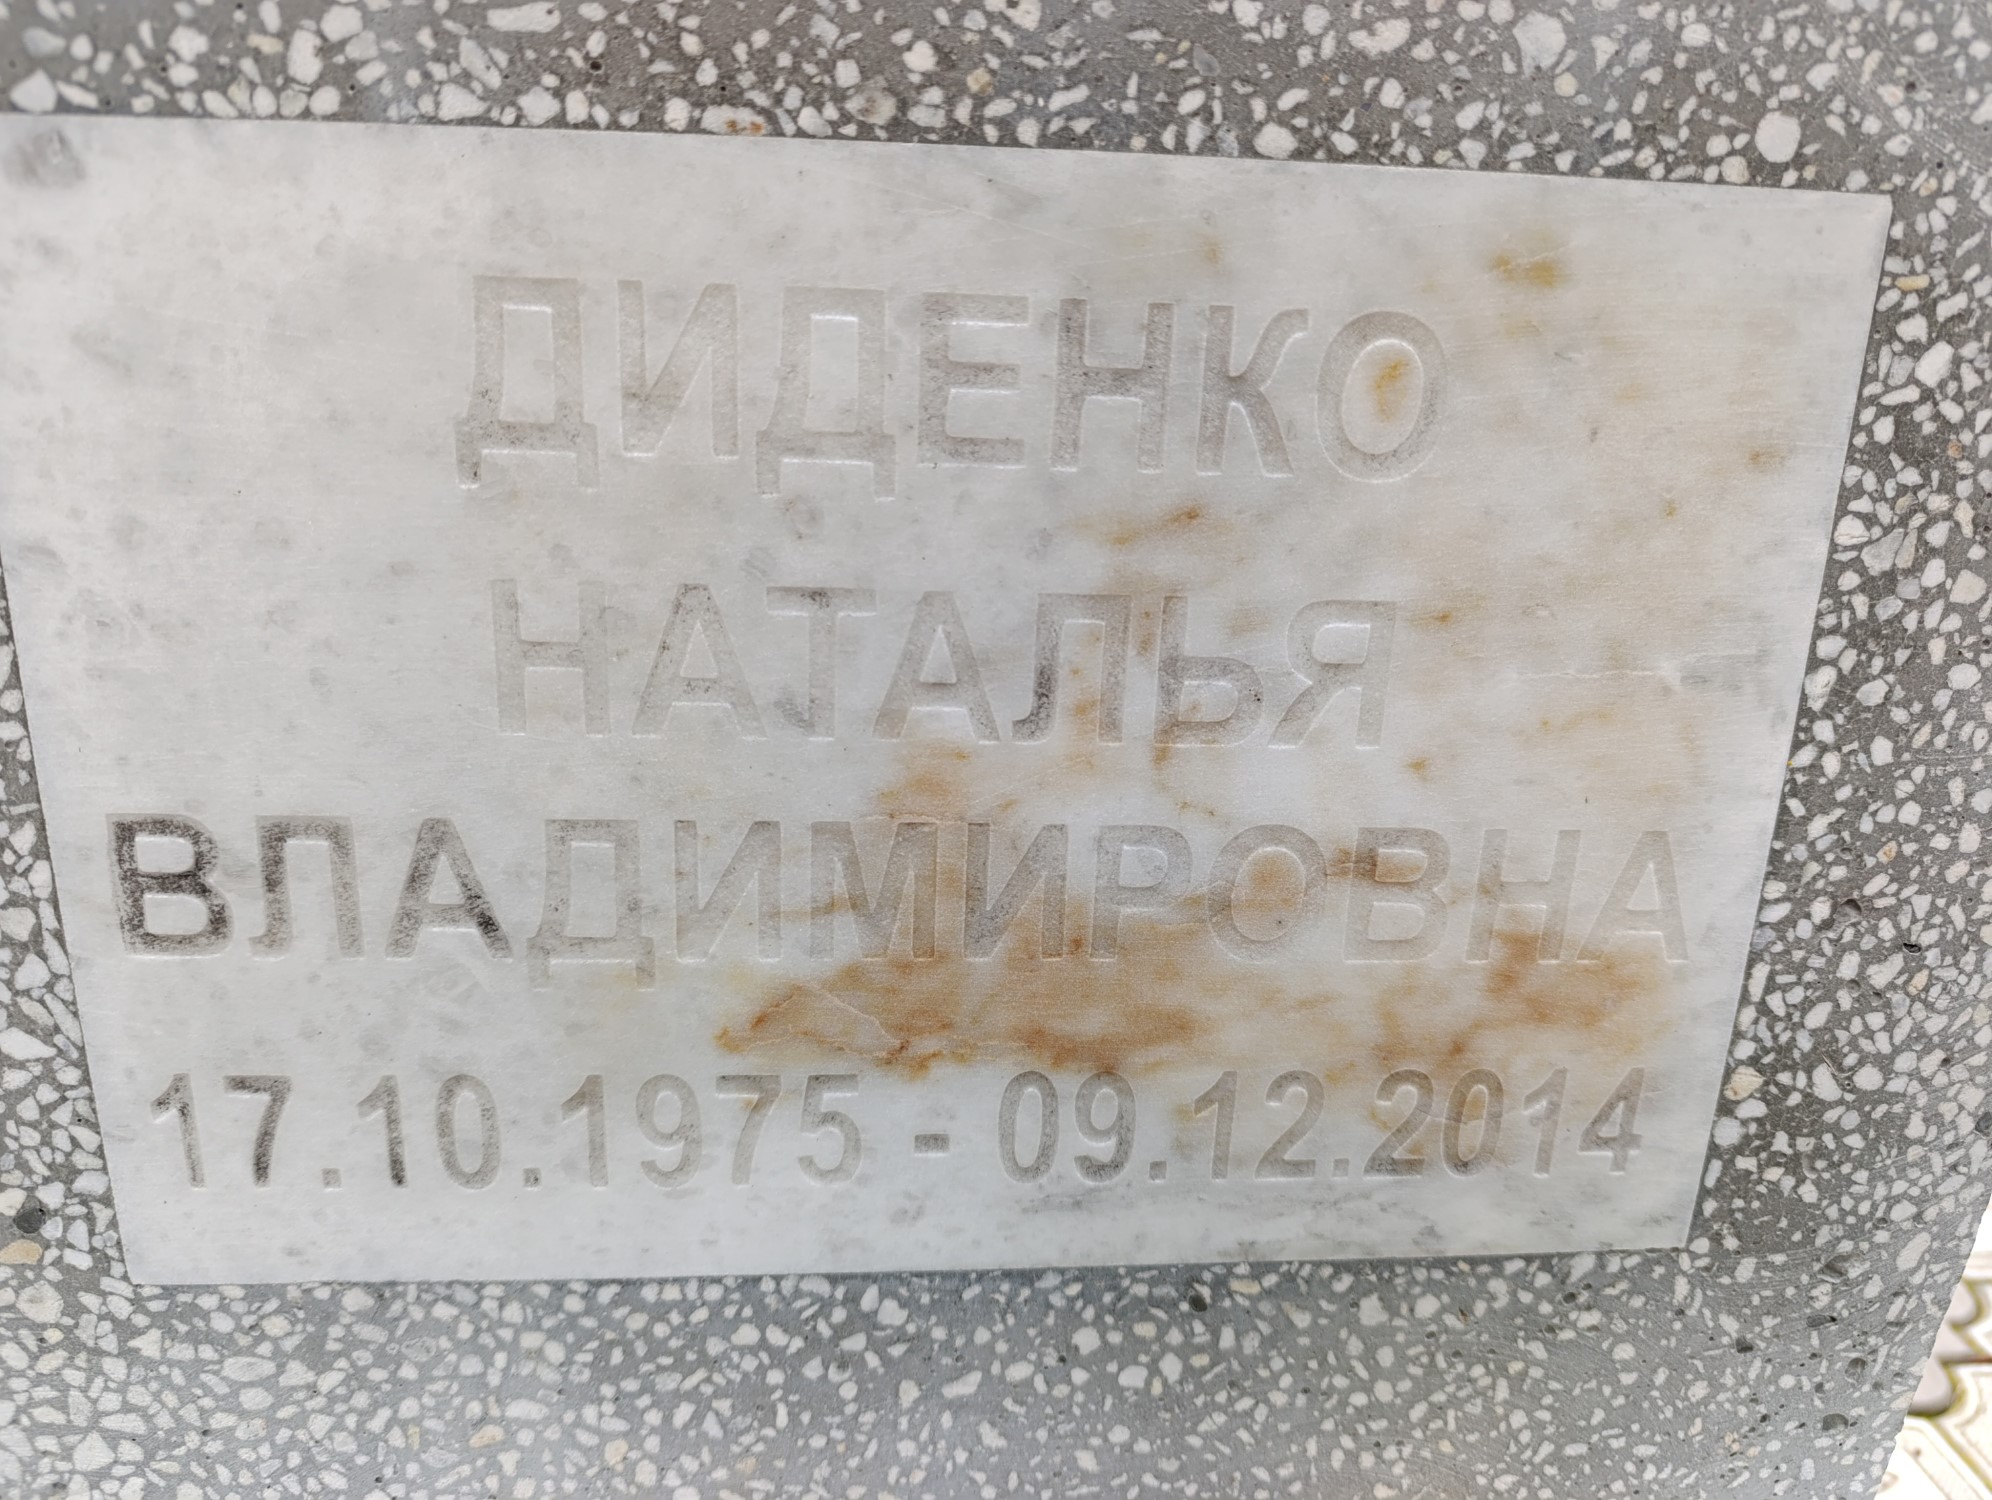 ДИДЕНКО
НАТАЛЬЯ
ВЛАДИМИРОВНА
17.10.1975 - 09.12.2014